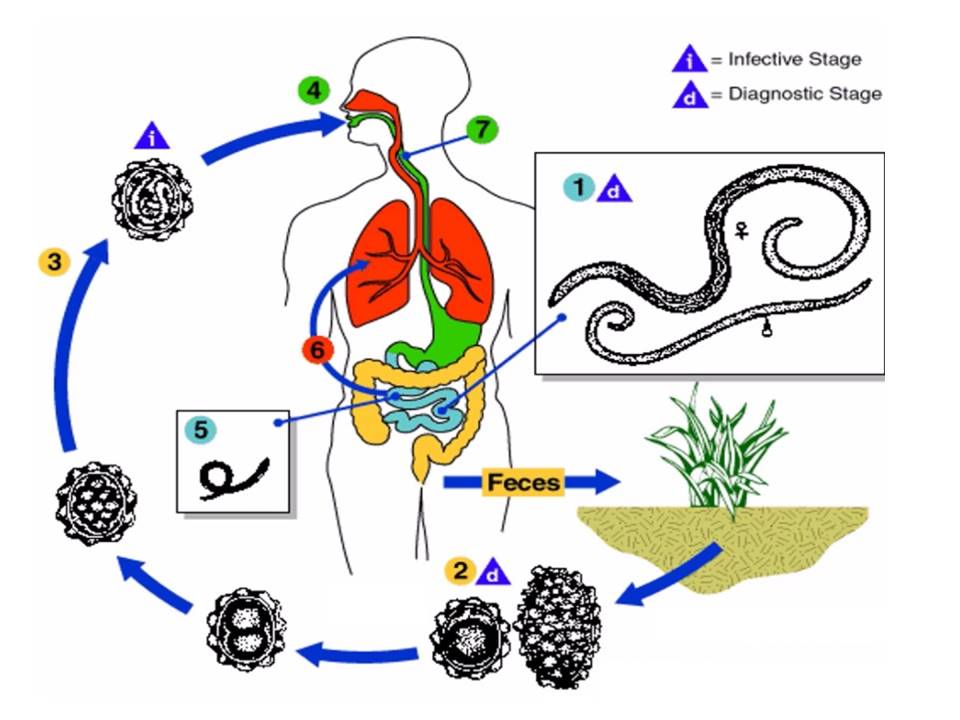 i = Infective Stage
d = Diagnostic Stage
4
i
7
1 d
♀
3
6
5
Feces
2 d